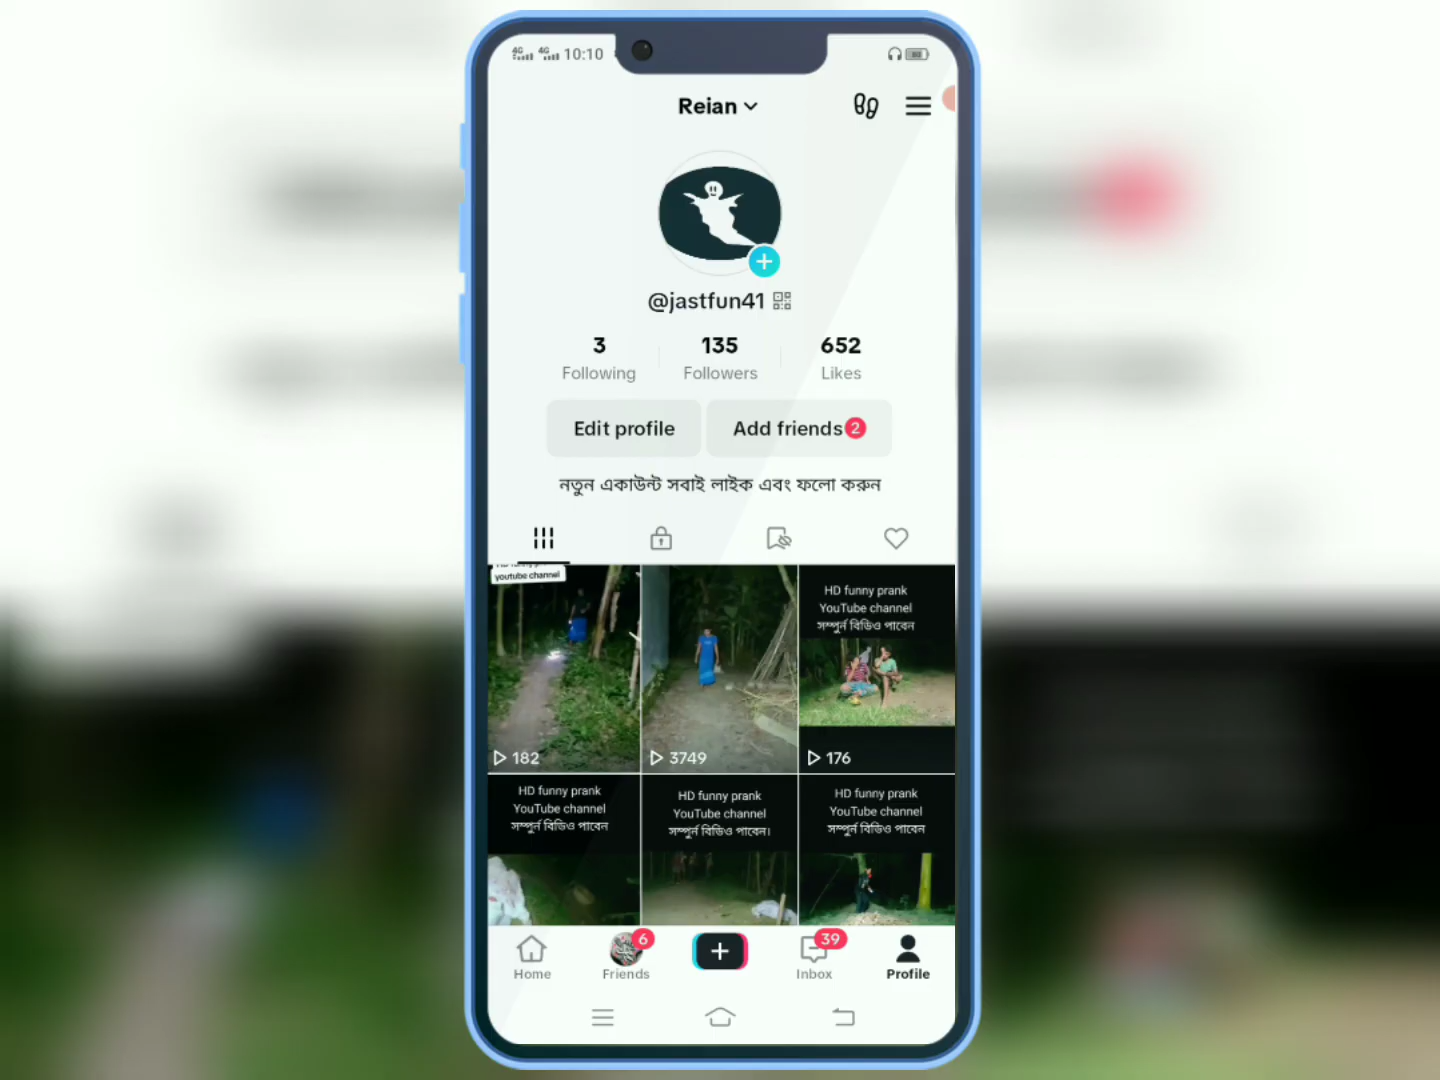 4G 4G 10:10
Reian
@jastfun41
3 135 652
Following Followers Likes
Edit profile Add friends 2
নতুন একাউন্ট সবাই লাইক এবং ফলো করুন
youtube channel
HD funny prank
YouTube channel
সম্পুর্ন বিডিও পাবেন
182 3749 176
HD funny prank
YouTube channel
সম্পুর্ন বিডিও পাবেন
HD funny prank
YouTube channel
সম্পুর্ন বিডিও পাবেন।
HD funny prank
YouTube channel
সম্পুর্ন বিডিও পাবেন
6 39
Home Friends Inbox Profile